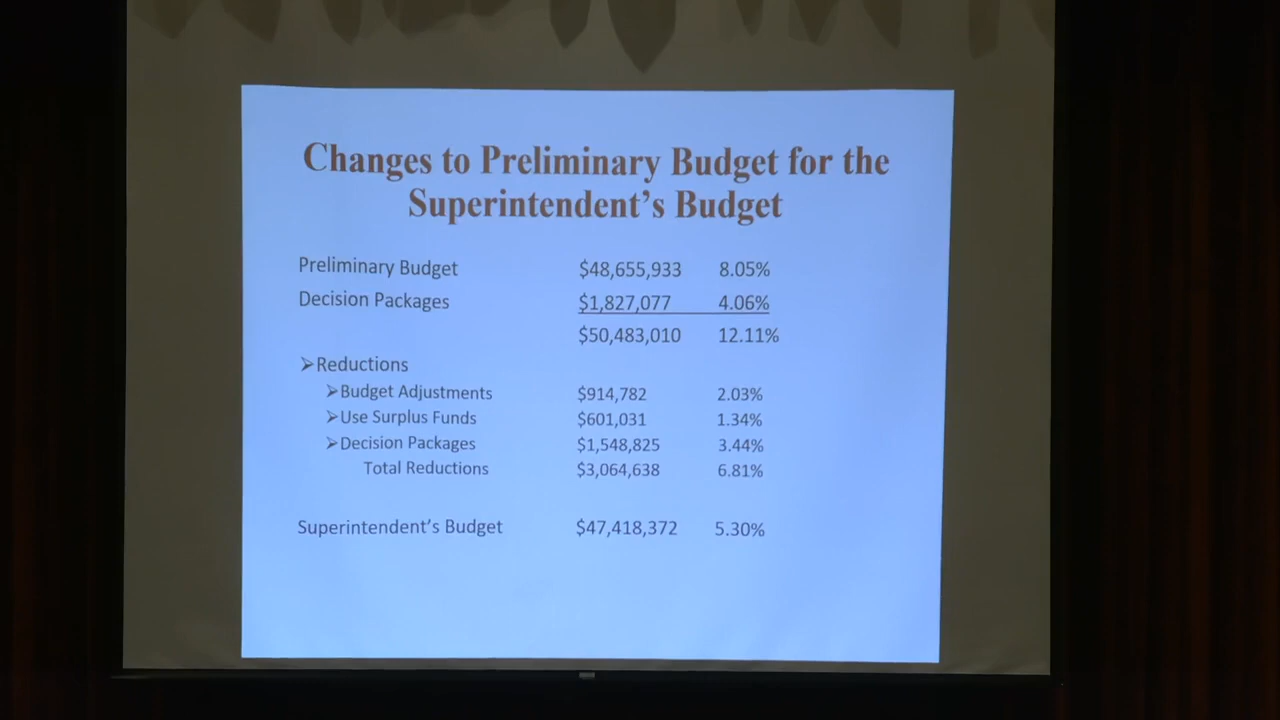 Changes to Preliminary Budget for the
Superintendent's Budget
Preliminary Budget $48,655,933 8.05%
Decision Packages $1,827,077 4.06%
$50,483,010 12.11%
➢Reductions
➢Budget Adjustments $914,782 2.03%
➢Use Surplus Funds $601,031 1.34%
➢Decision Packages $1,548,825 3.44%
Total Reductions $3,064,638 6.81%
Superintendent's Budget $47,418,372 5.30%